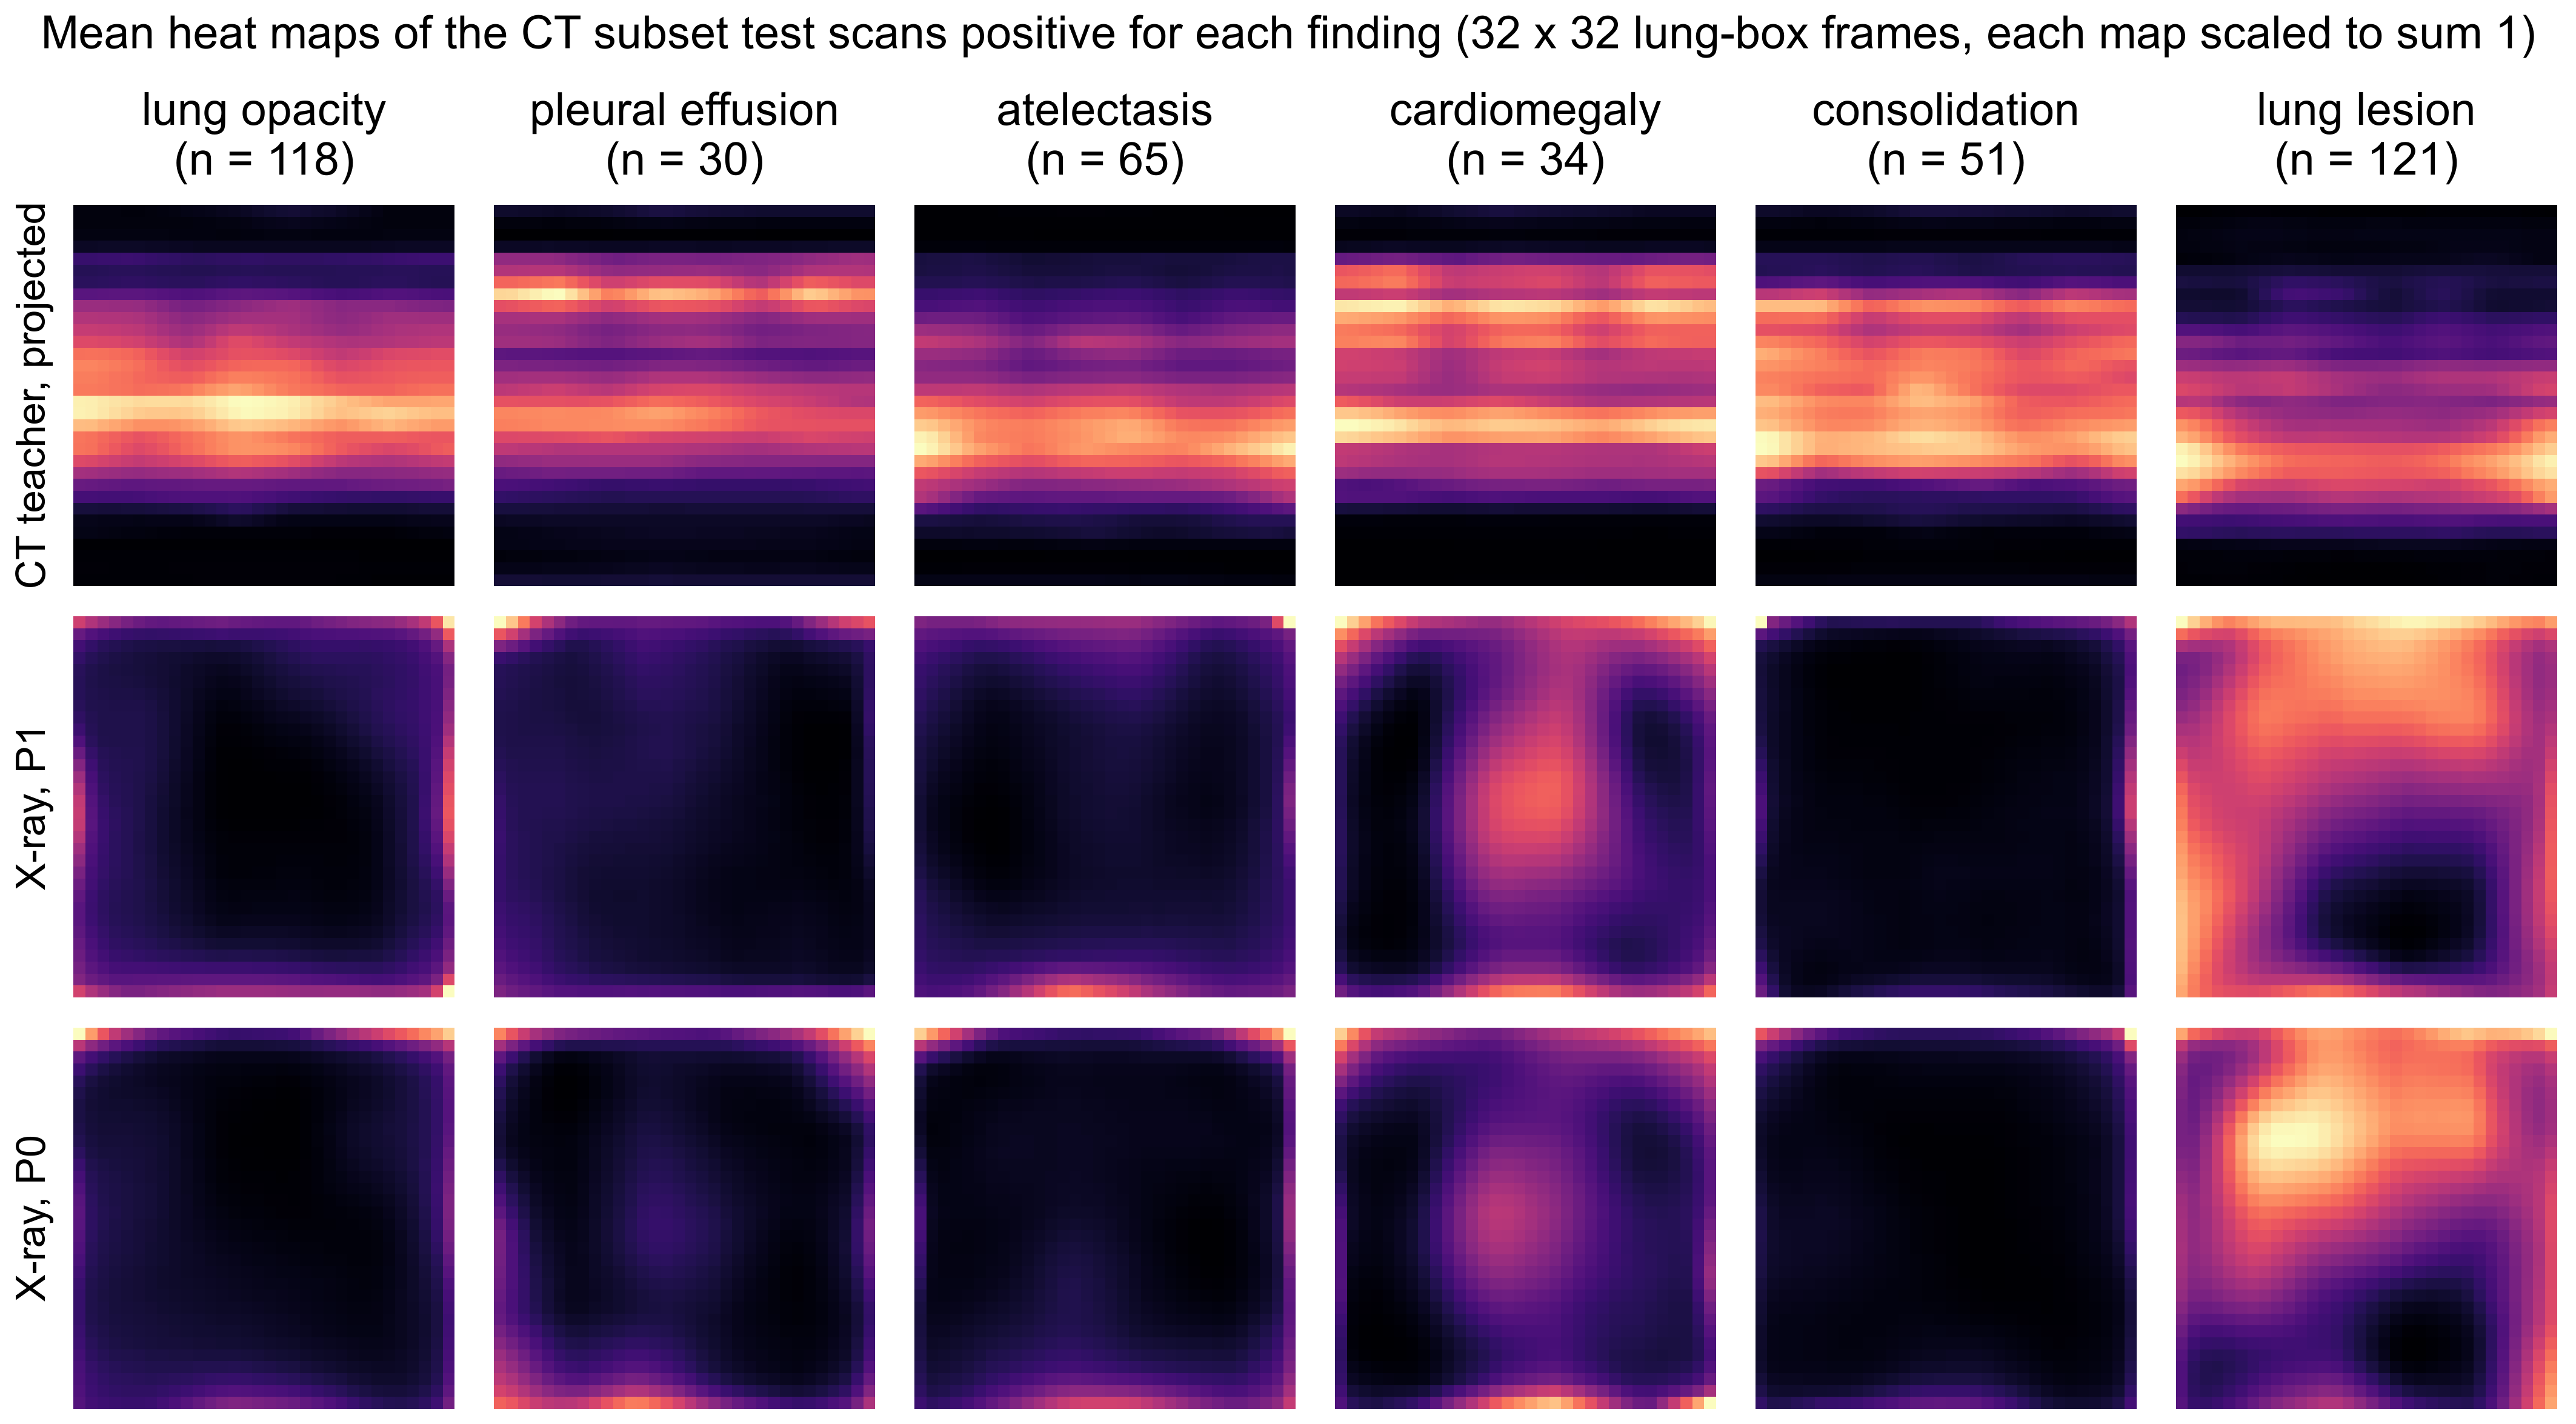 Mean heat maps of the CT subset test scans positive for each finding (32 x 32 lung-box frames, each map scaled to sum 1)
lung opacity
(n = 118)
pleural effusion
(n = 30)
atelectasis
(n = 65)
cardiomegaly
(n = 34)
consolidation
(n = 51)
lung lesion
(n = 121)
CT teacher, projected
X-ray, P1
X-ray, P0